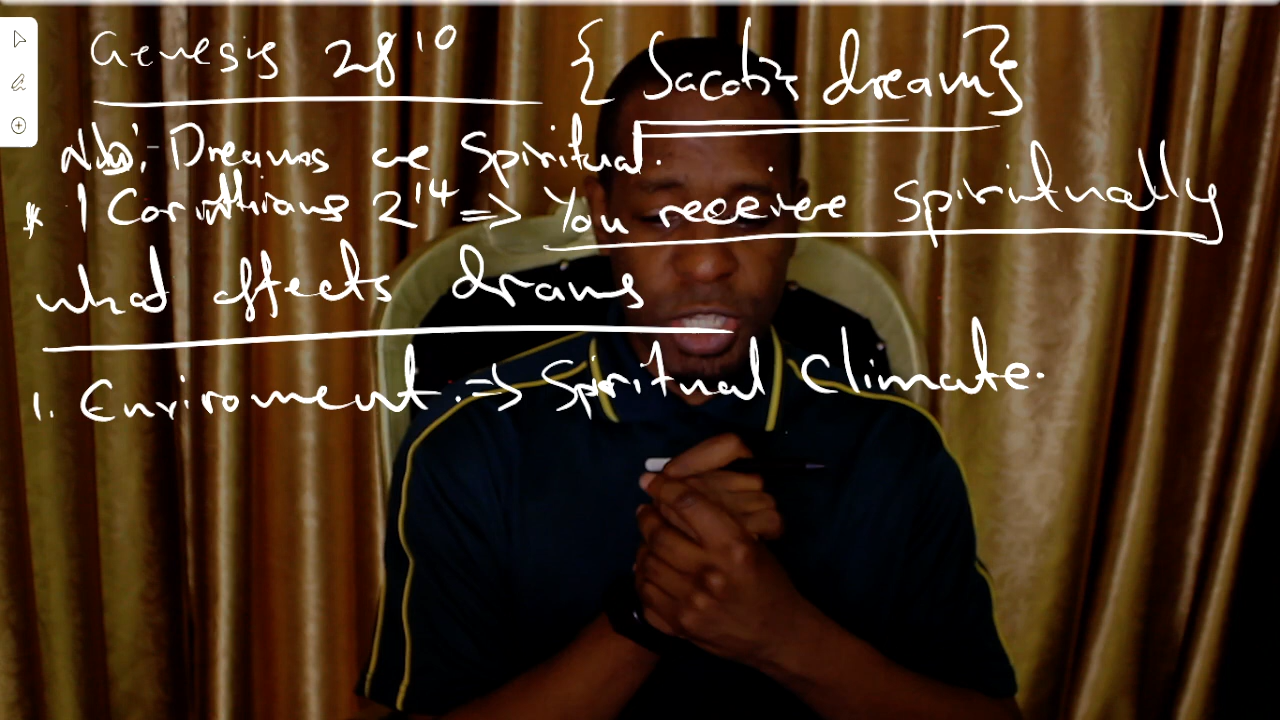 Genesis 28¹⁰ { Jacob's dream}
Nb:- Dreams are Spiritual.
* 1 Corinthians 2¹⁴ => You receive spiritually
what affects dreams
1. Enviroment. => Spiritual Climate.